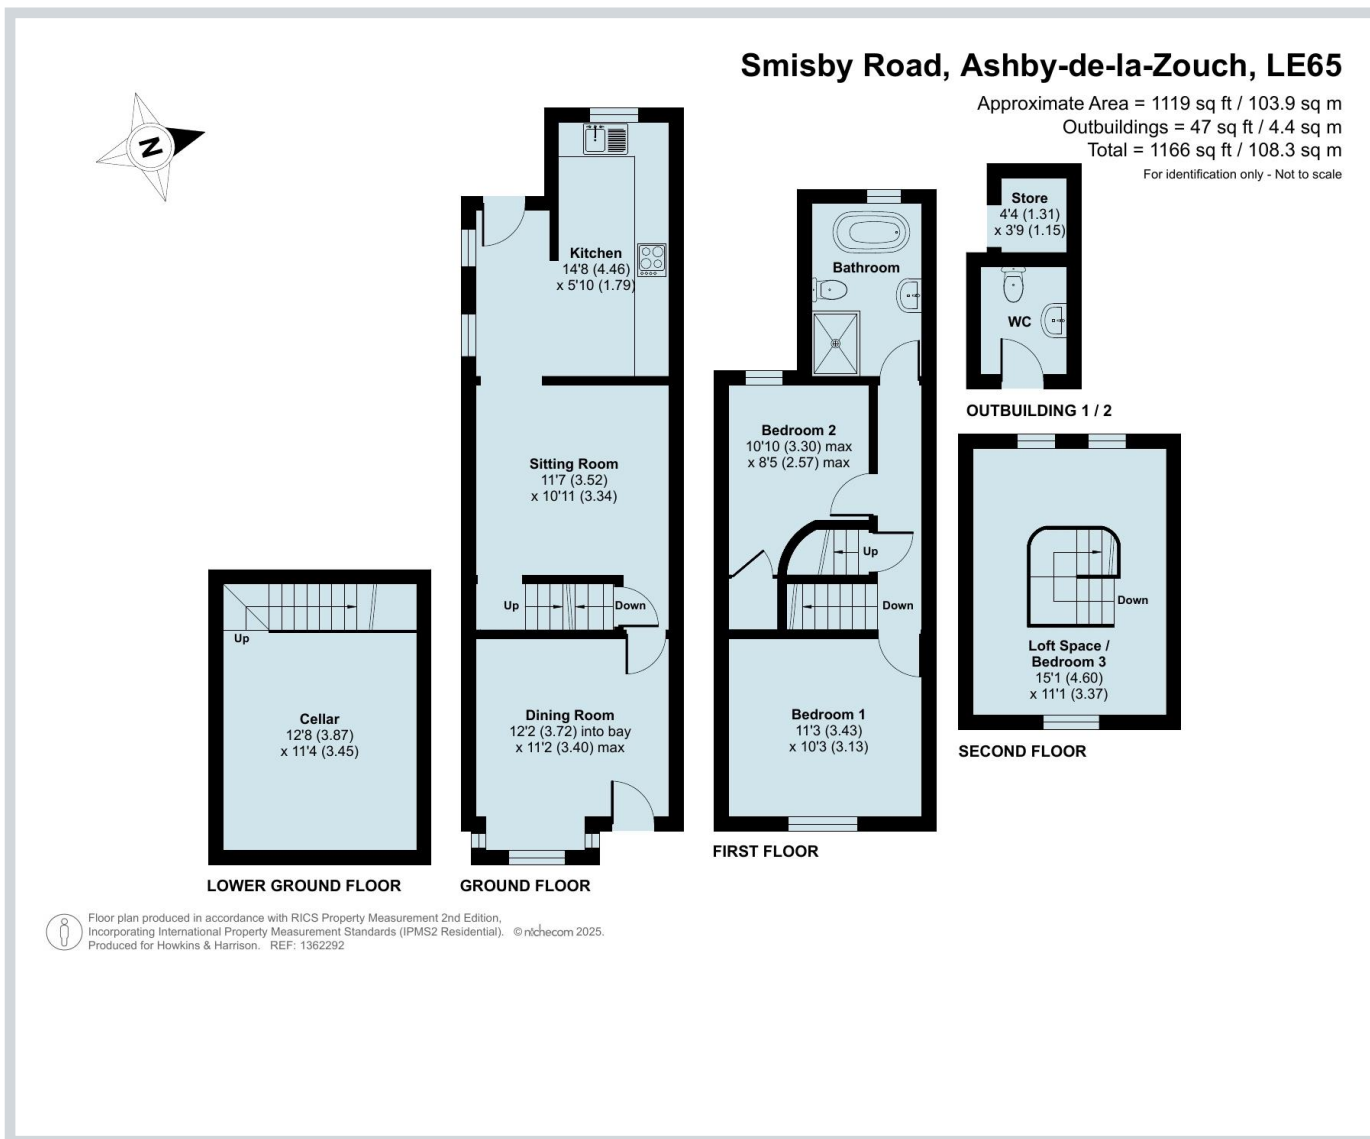 Smisby Road, Ashby-de-la-Zouch, LE65
Approximate Area = 1119 sq ft / 103.9 sq m
Outbuildings = 47 sq ft / 4.4 sq m
Total = 1166 sq ft / 108.3 sq m
For identification only - Not to scale
N
Store
4'4 (1.31)
x 3'9 (1.15)
WC
OUTBUILDING 1 / 2
Kitchen
14'8 (4.46)
x 5'10 (1.79)
Sitting Room
11'7 (3.52)
x 10'11 (3.34)
Up
Down
Dining Room
12'2 (3.72) into bay
x 11'2 (3.40) max
GROUND FLOOR
Bathroom
Bedroom 2
10'10 (3.30) max
x 8'5 (2.57) max
Up
Down
Bedroom 1
11'3 (3.43)
x 10'3 (3.13)
FIRST FLOOR
Down
Loft Space /
Bedroom 3
15'1 (4.60)
x 11'1 (3.37)
SECOND FLOOR
Up
Cellar
12'8 (3.87)
x 11'4 (3.45)
LOWER GROUND FLOOR
Floor plan produced in accordance with RICS Property Measurement 2nd Edition,
Incorporating International Property Measurement Standards (IPMS2 Residential). © nichecom 2025.
Produced for Howkins & Harrison. REF: 1362292